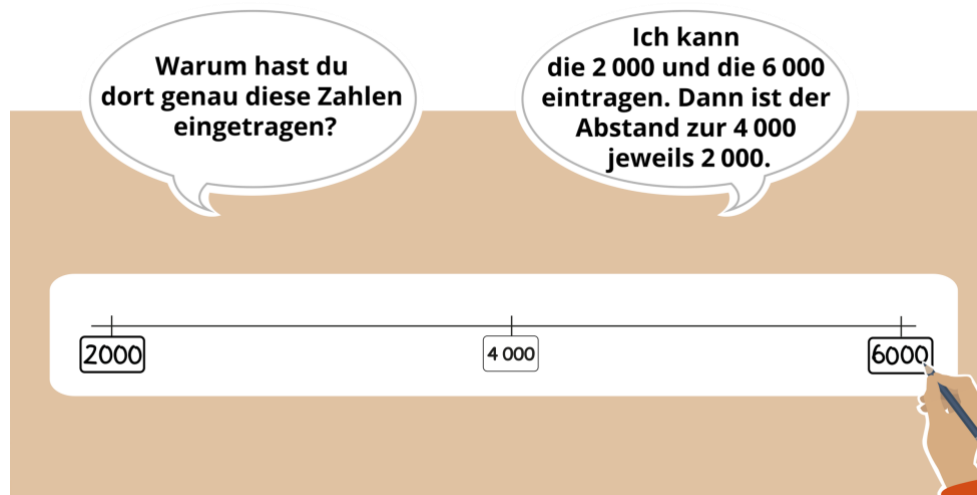 Warum hast du
dort genau diese Zahlen
eingetragen?
Ich kann
die 2 000 und die 6 000
eintragen. Dann ist der
Abstand zur 4 000
jeweils 2 000.
2000
4 000
6000